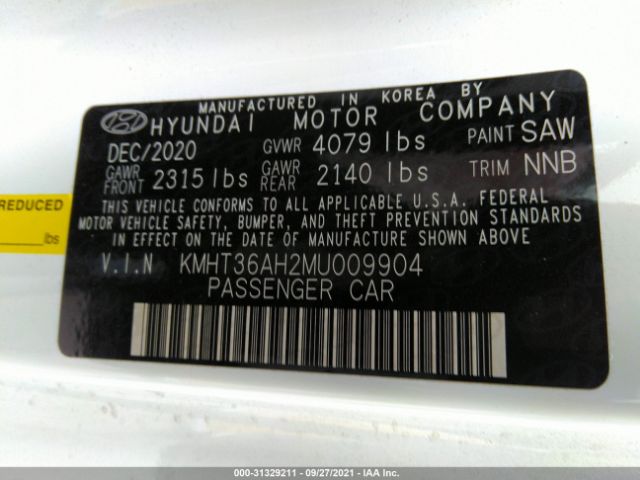 MANUFACTURED IN KOREA BY
HYUNDAI MOTOR COMPANY
DEC/2020 GVWR 4079 lbs PAINT SAW
GAWR FRONT 2315 lbs GAWR REAR 2140 lbs TRIM NNB
THIS VEHICLE CONFORMS TO ALL APPLICABLE U.S.A. FEDERAL
MOTOR VEHICLE SAFETY, BUMPER, AND THEFT PREVENTION STANDARDS
IN EFFECT ON THE DATE OF MANUFACTURE SHOWN ABOVE.
V.I.N KMHT36AH2MU009904
PASSENGER CAR
REDUCED
lbs
000-31329211 - 09/27/2021 - IAA Inc.